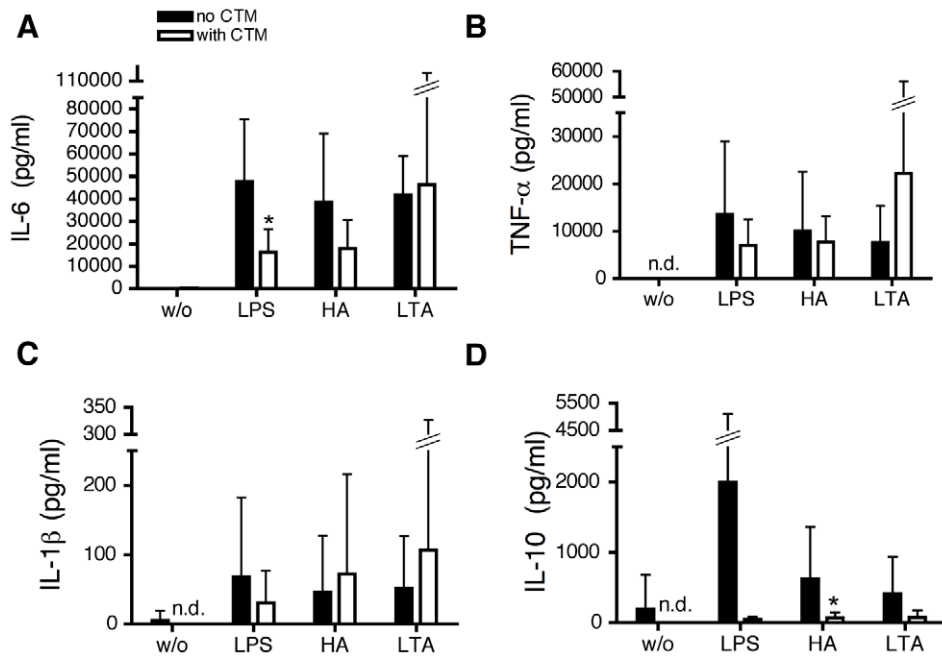 A
no CTM
with CTM
IL-6 (pg/ml)
110000
80000
70000
60000
50000
40000
30000
20000
10000
0
*
w/o LPS HA LTA
B
TNF-α (pg/ml)
60000
50000
30000
20000
10000
0
n.d.
w/o LPS HA LTA
C
IL-1β (pg/ml)
350
300
200
100
0
n.d.
w/o LPS HA LTA
D
IL-10 (pg/ml)
5500
4500
2000
1000
0
n.d.
*
w/o LPS HA LTA